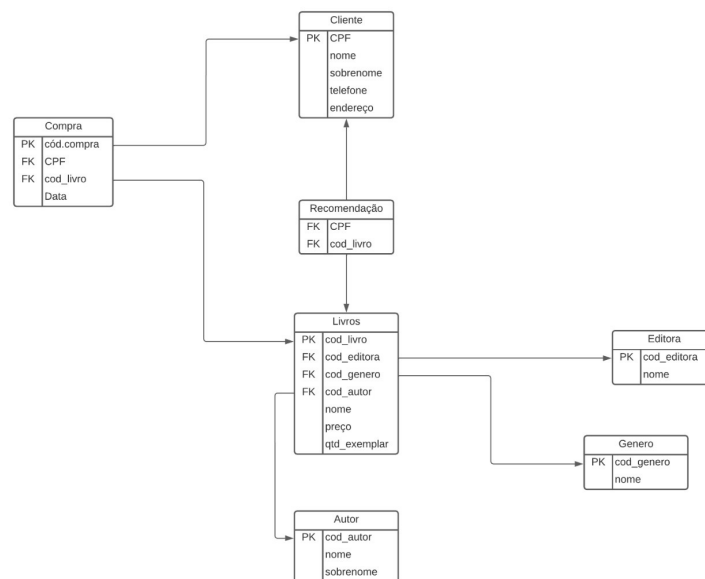 Cliente
PK CPF
nome
sobrenome
telefone
endereço
Compra
PK cód.compra
FK CPF
FK cod_livro
Data
Recomendação
FK CPF
FK cod_livro
Livros
PK cod_livro
FK cod_editora
FK cod_genero
FK cod_autor
nome
preço
qtd_exemplar
Editora
PK cod_editora
nome
Genero
PK cod_genero
nome
Autor
PK cod_autor
nome
sobrenome